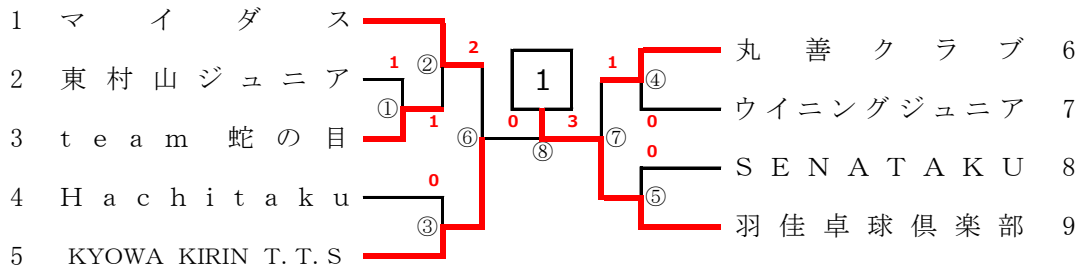 1 マイダス
2 東村山ジュニア
3 team 蛇の目
4 Hachitaku
5 KYOWA KIRIN T.T.S
1
①
1
②
2
0
③
⑥
1
0
3
⑧
⑦
1
④
0
0
⑤
丸善クラブ 6
ウイニングジュニア 7
SENATAKU 8
羽佳卓球倶楽部 9